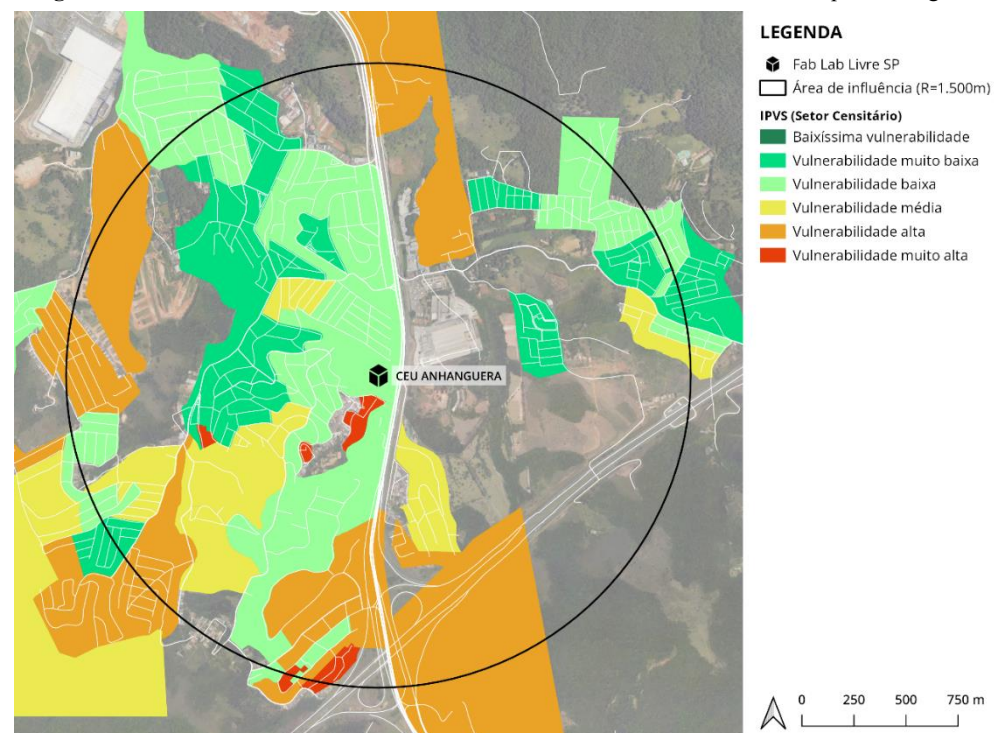 LEGENDA
Fab Lab Livre SP
Área de influência (R=1.500m)
IPVS (Setor Censitário)
Baixíssima vulnerabilidade
Vulnerabilidade muito baixa
Vulnerabilidade baixa
Vulnerabilidade média
Vulnerabilidade alta
Vulnerabilidade muito alta
CEU ANHANGUERA
0 250 500 750 m